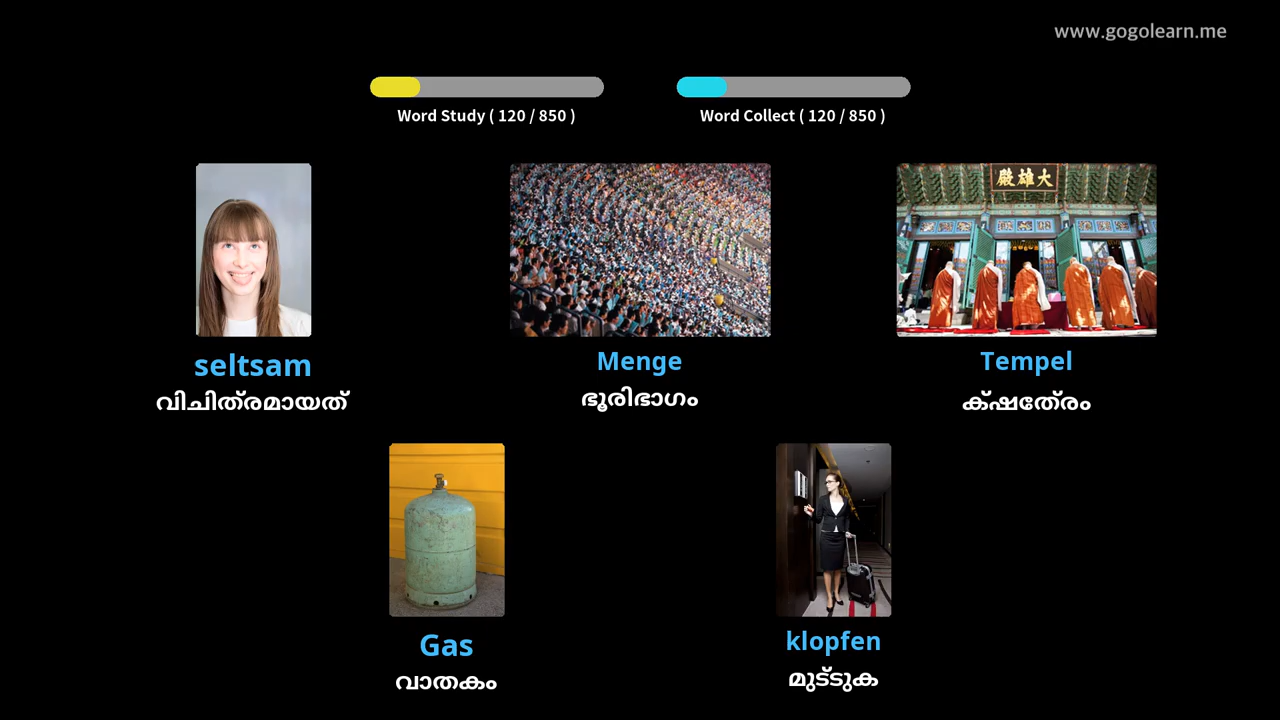 www.gogolearn.me
Word Study ( 120 / 850 )
Word Collect ( 120 / 850 )
大雄殿
seltsam
വിചിത്രമായത്
Menge
ഭൂരിഭാഗം
Tempel
ക്ഷേത്രം
Gas
വാതകം
klopfen
മുട്ടുക